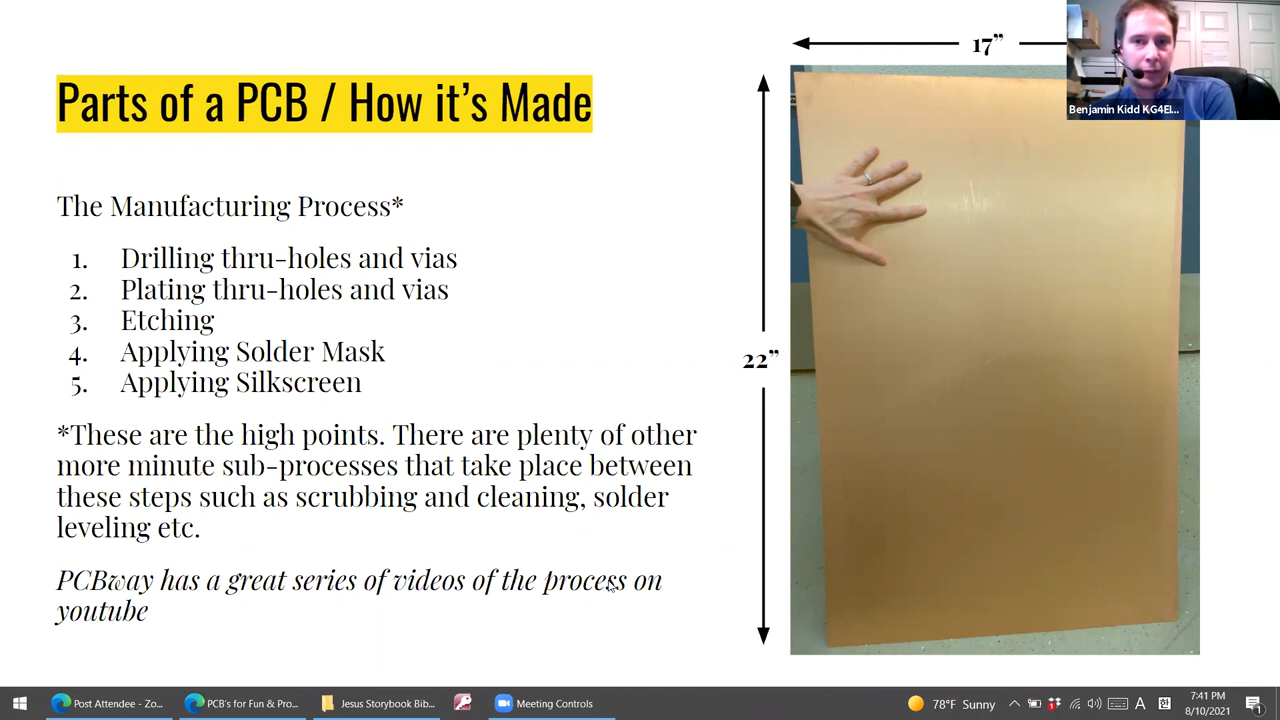 17”
Parts of a PCB / How it’s Made
Benjamin Kidd KG4EI...
The Manufacturing Process*
1. Drilling thru-holes and vias
2. Plating thru-holes and vias
3. Etching
4. Applying Solder Mask
5. Applying Silkscreen
22”
*These are the high points. There are plenty of other
more minute sub-processes that take place between
these steps such as scrubbing and cleaning, solder
leveling etc.
PCBway has a great series of videos of the process on
youtube
Post Attendee - Zo...
PCB's for Fun & Pro...
Jesus Storybook Bib...
Meeting Controls
78°F Sunny
A
7:41 PM
8/10/2021
1